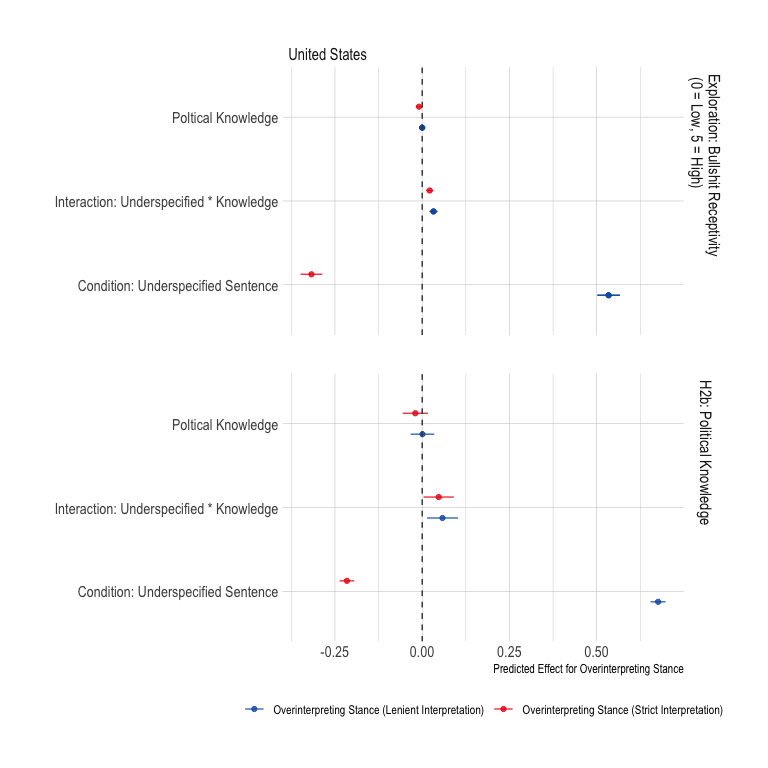 United States
Poltical Knowledge
Interaction: Underspecified * Knowledge
Condition: Underspecified Sentence
Exploration: Bullshit Receptivity
(0 = Low, 5 = High)
Poltical Knowledge
Interaction: Underspecified * Knowledge
Condition: Underspecified Sentence
H2b: Political Knowledge
-0.25 0.00 0.25 0.50
Predicted Effect for Overinterpreting Stance
Overinterpreting Stance (Lenient Interpretation) Overinterpreting Stance (Strict Interpretation)